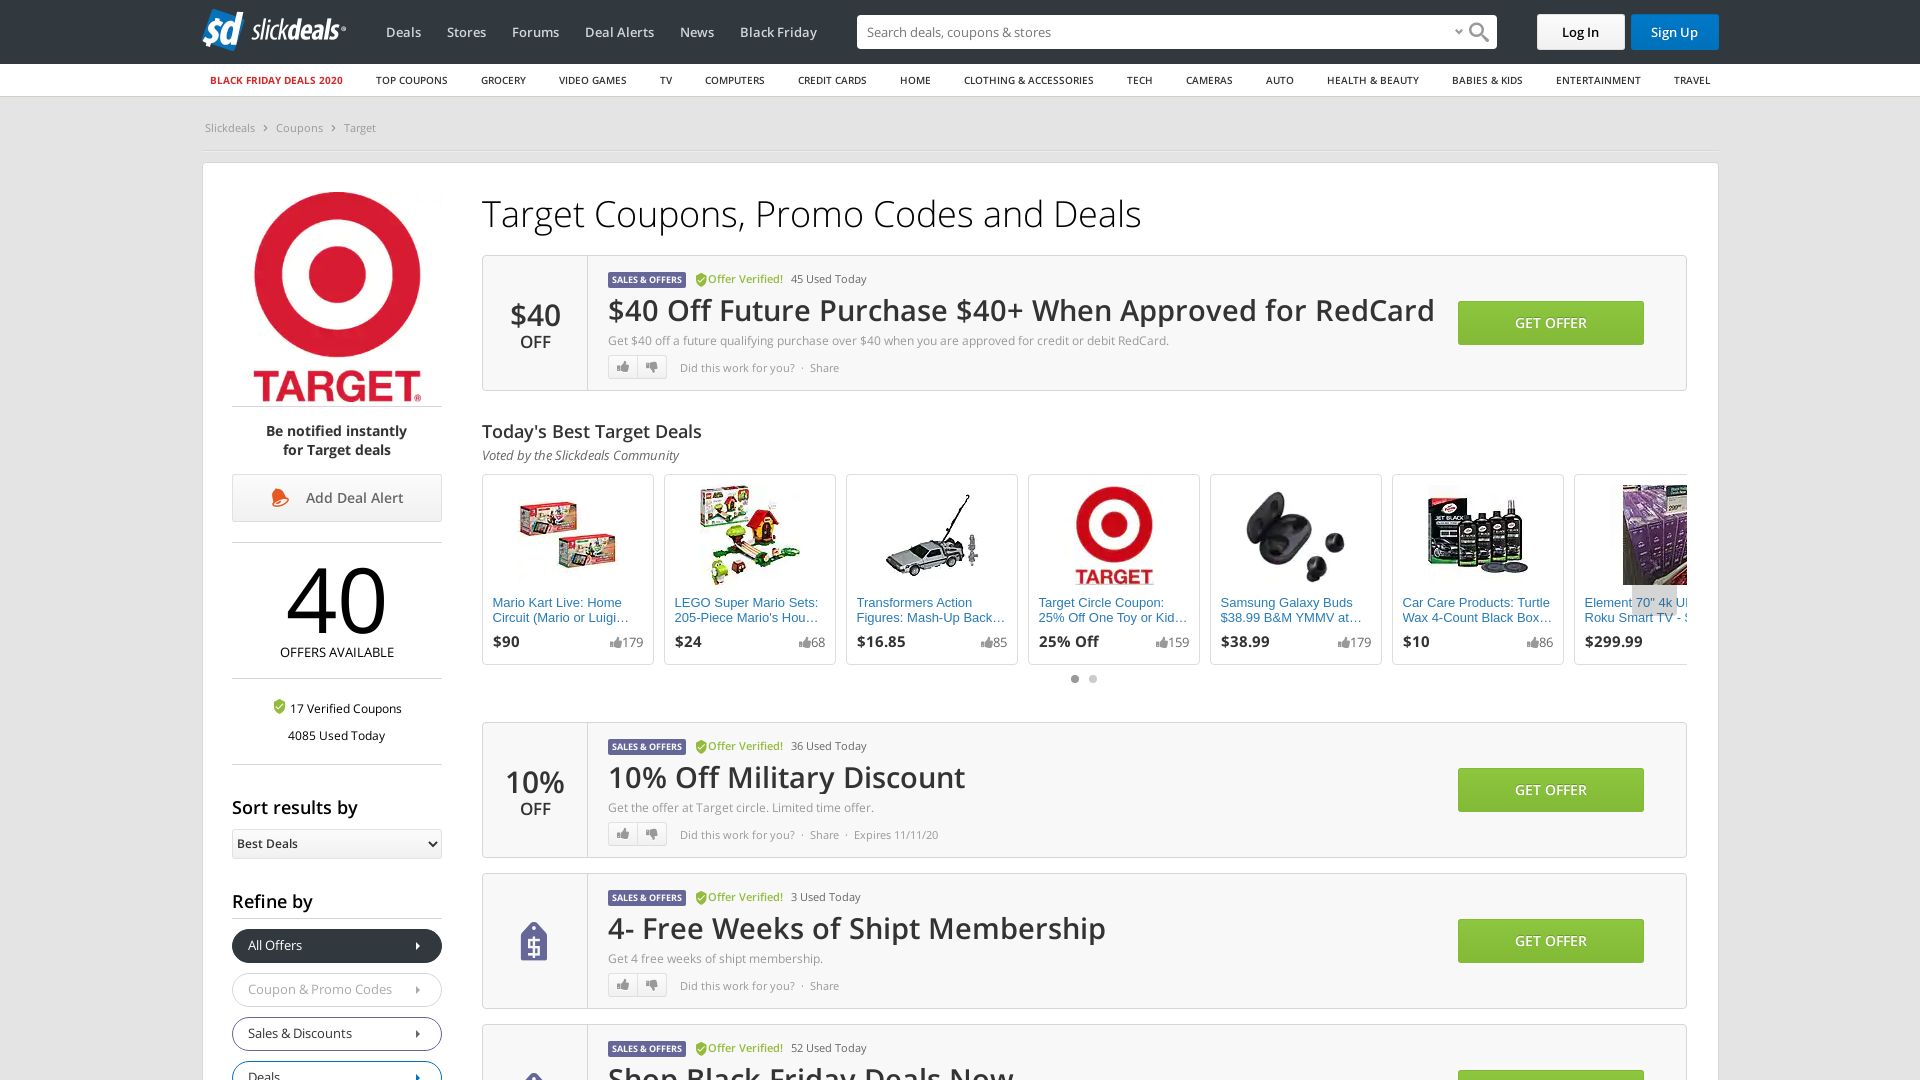 sd slickdeals
Deals
Stores
Forums
Deal Alerts
News
Black Friday
Search deals, coupons & stores
Log In
Sign Up
BLACK FRIDAY DEALS 2020
TOP COUPONS
GROCERY
VIDEO GAMES
TV
COMPUTERS
CREDIT CARDS
HOME
CLOTHING & ACCESSORIES
TECH
CAMERAS
AUTO
HEALTH & BEAUTY
BABIES & KIDS
ENTERTAINMENT
TRAVEL
Slickdeals > Coupons > Target
TARGET®
Be notified instantly
for Target deals
Add Deal Alert
40
OFFERS AVAILABLE
17 Verified Coupons
4085 Used Today
Sort results by
Best Deals
Refine by
All Offers
Coupon & Promo Codes
Sales & Discounts
Deals
Target Coupons, Promo Codes and Deals
$40
OFF
SALES & OFFERS Offer Verified! 45 Used Today
$40 Off Future Purchase $40+ When Approved for RedCard
Get $40 off a future qualifying purchase over $40 when you are approved for credit or debit RedCard.
Did this work for you? · Share
GET OFFER
Today's Best Target Deals
Voted by the Slickdeals Community
Mario Kart Live: Home
Circuit (Mario or Luigi…
$90 179
LEGO Super Mario Sets:
205-Piece Mario's Hou…
$24 68
Transformers Action
Figures: Mash-Up Back…
$16.85 85
TARGET
Target Circle Coupon:
25% Off One Toy or Kid…
25% Off 159
Samsung Galaxy Buds
$38.99 B&M YMMV at…
$38.99 179
JET BLACK
Car Care Products: Turtle
Wax 4-Count Black Box…
$10 86
Element 70" 4k U
Roku Smart TV - 
$299.99
10%
OFF
SALES & OFFERS Offer Verified! 36 Used Today
10% Off Military Discount
Get the offer at Target circle. Limited time offer.
Did this work for you? · Share · Expires 11/11/20
GET OFFER
SALES & OFFERS Offer Verified! 3 Used Today
4- Free Weeks of Shipt Membership
Get 4 free weeks of shipt membership.
Did this work for you? · Share
GET OFFER
SALES & OFFERS Offer Verified! 52 Used Today
Shop Black Friday Deals Now